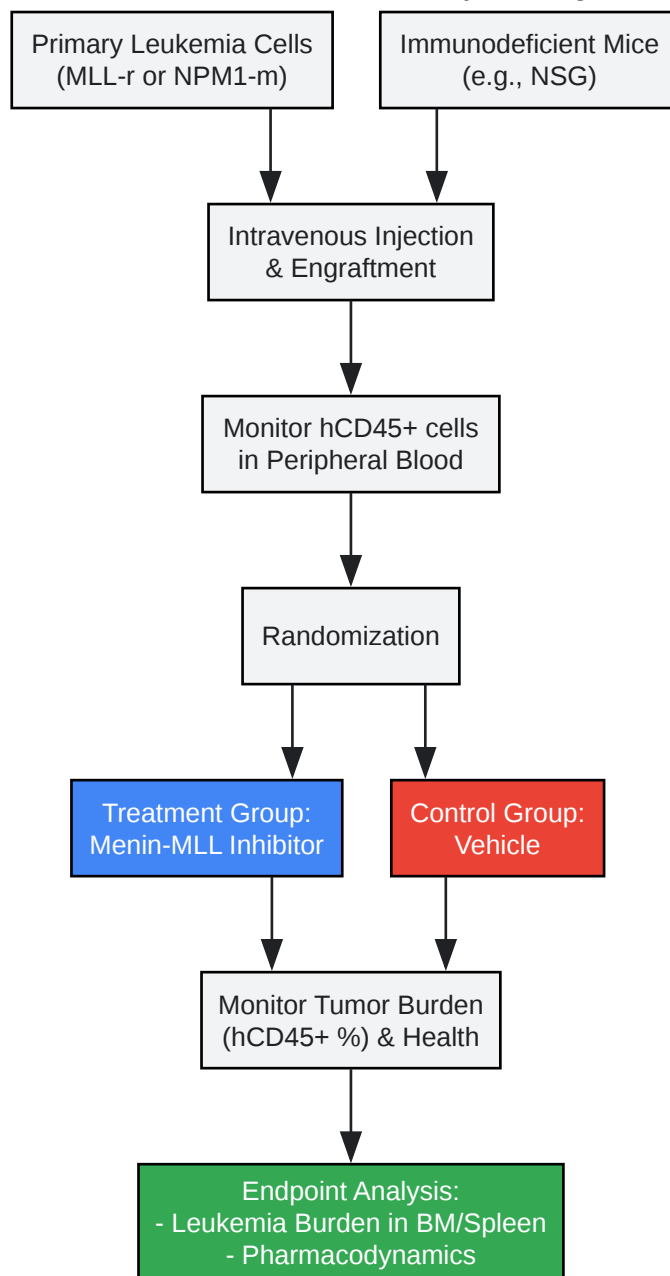 Primary Leukemia Cells
(MLL-r or NPM1-m)
Immunodeficient Mice
(e.g., NSG)
Intravenous Injection
& Engraftment
Monitor hCD45+ cells
in Peripheral Blood
Randomization
Treatment Group:
Menin-MLL Inhibitor
Control Group:
Vehicle
Monitor Tumor Burden
(hCD45+ %) & Health
Endpoint Analysis:
- Leukemia Burden in BM/Spleen
- Pharmacodynamics